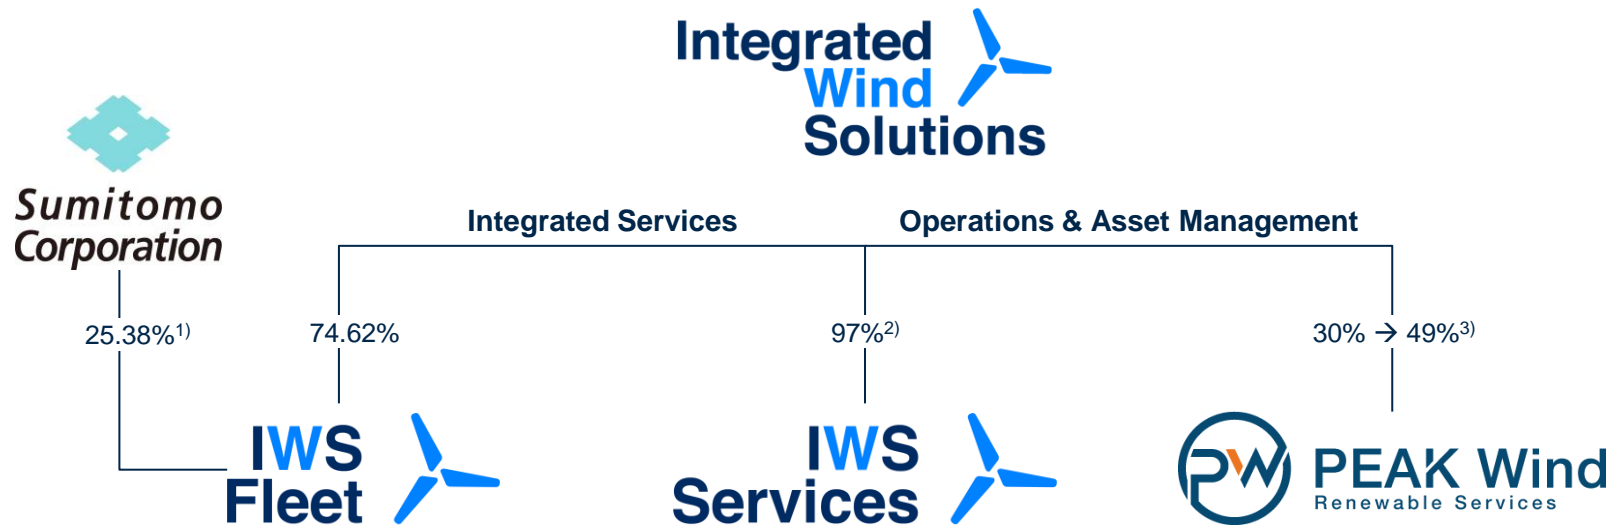 Integrated
Wind
Solutions
Sumitomo
Corporation
Integrated Services
Operations & Asset Management
25.38%1)
74.62%
97%2)
30% → 49%3)
IWS
Fleet
IWS
Services
PW
PEAK Wind
Renewable Services